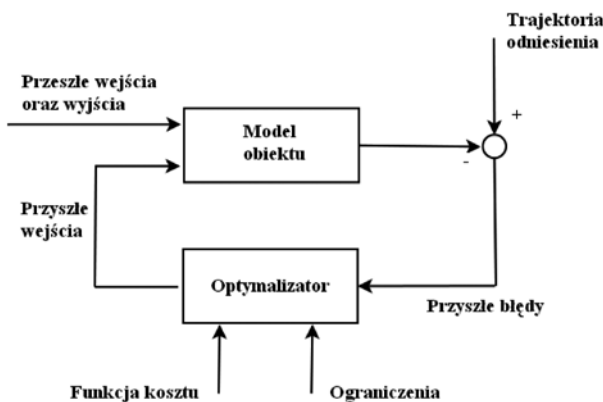 Trajektoria
odniesienia
Przeszłe wejścia
oraz wyjścia
+
Model
obiektu
-
Przyszłe
wejścia
Optymalizator
Przyszłe błędy
Funkcja kosztu
Ograniczenia